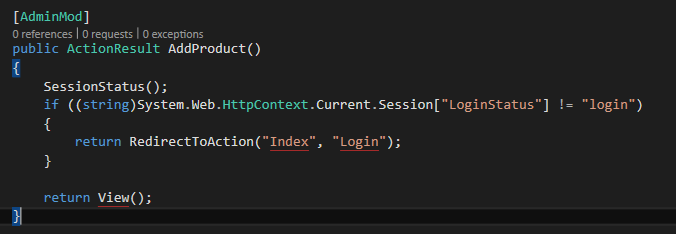 [AdminMod]
0 references | 0 requests | 0 exceptions
public ActionResult AddProduct()
{
    SessionStatus();
    if ((string)System.Web.HttpContext.Current.Session["LoginStatus"] != "login")
    {
        return RedirectToAction("Index", "Login");
    }

    return View();
}